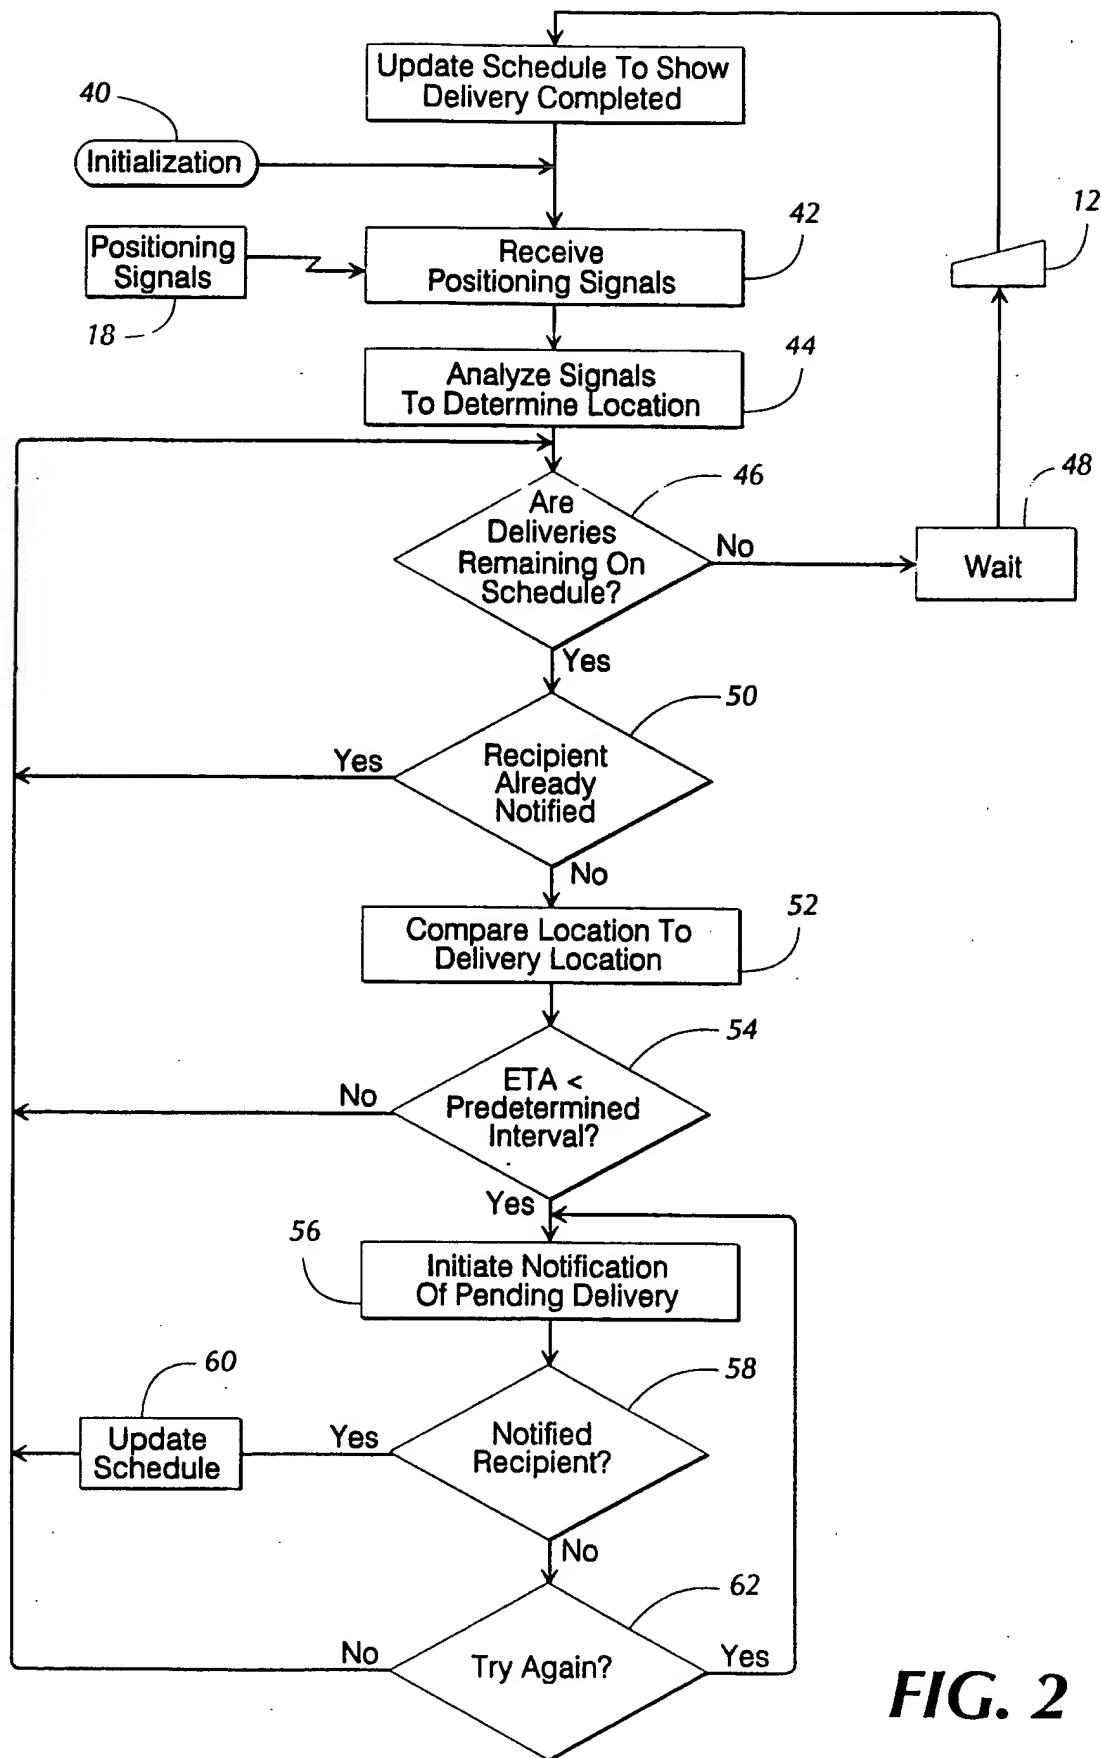 Update Schedule To Show
Delivery Completed
40
Initialization
42
12
Positioning
Signals
Receive
Positioning Signals
18
44
Analyze Signals
To Determine Location
46
48
Are
Deliveries
Remaining On
Schedule?
No
Wait
Yes
50
Yes
Recipient
Already
Notified
No
52
Compare Location To
Delivery Location
54
No
ETA <
Predetermined
Interval?
Yes
56
Initiate Notification
Of Pending Delivery
60
58
Update
Schedule
Yes
Notified
Recipient?
No
62
No
Try Again?
Yes
FIG. 2